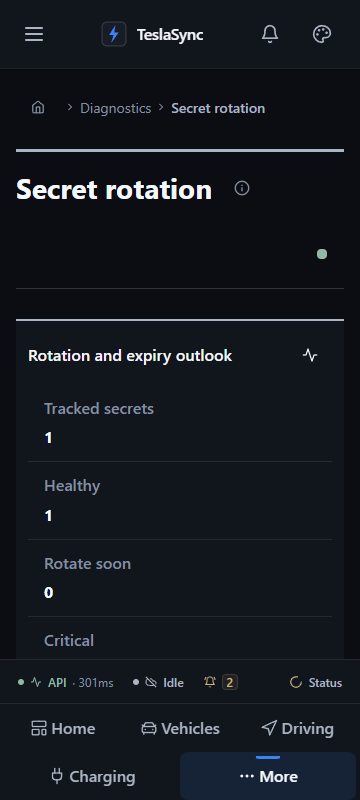 TeslaSync
Diagnostics
Secret rotation
Secret rotation
Rotation and expiry outlook
Tracked secrets
1
Healthy
1
Rotate soon
0
Critical
API · 301ms
Idle
2
Status
Home
Vehicles
Driving
Charging
More